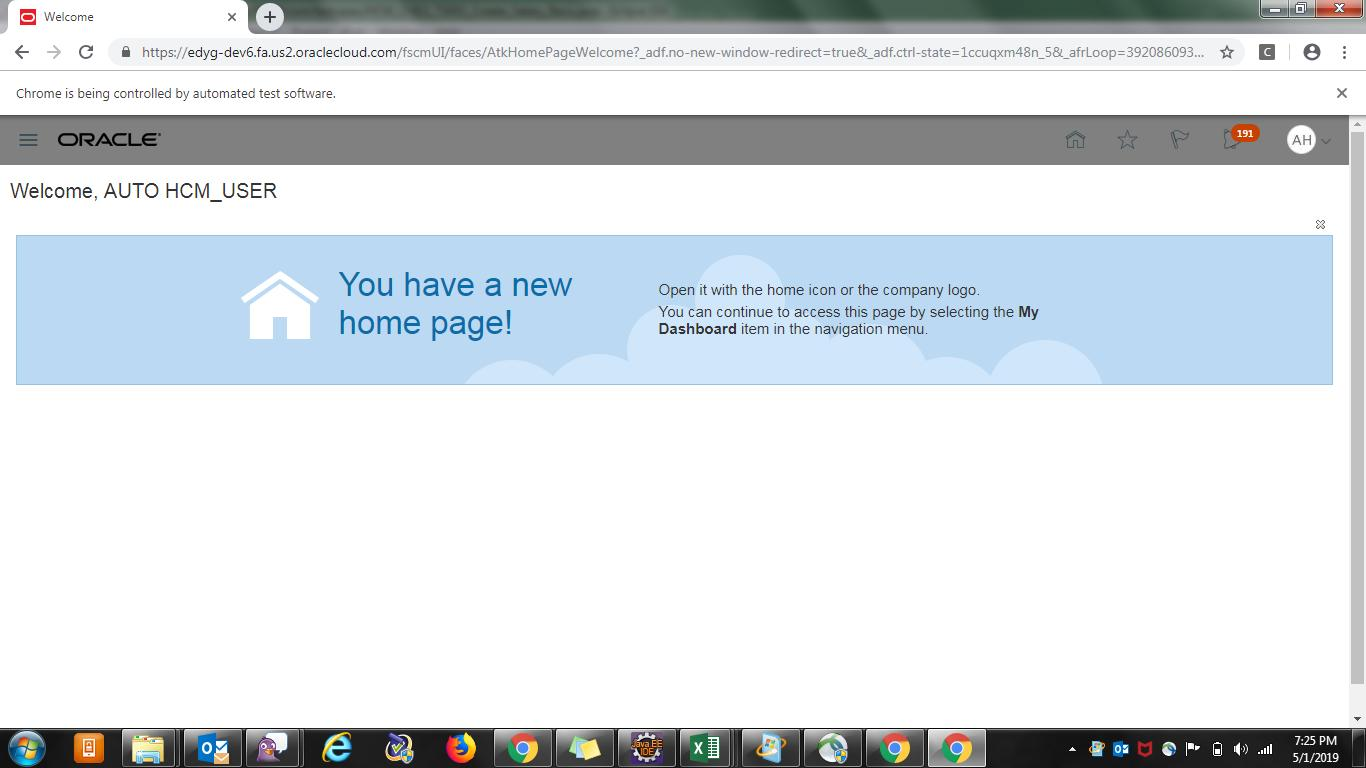 Welcome
https://edyg-dev6.fa.us2.oraclecloud.com/fscmUI/faces/AtkHomePageWelcome?_adf.no-new-window-redirect=true&_adf.ctrl-state=1ccuqxm48n_5&_afrLoop=392086093...
C
Chrome is being controlled by automated test software.
ORACLE
191
AH
Welcome, AUTO HCM_USER
You have a new
home page!
Open it with the home icon or the company logo.
You can continue to access this page by selecting the My
Dashboard item in the navigation menu.
Java EE
IDE
7:25 PM
5/1/2019